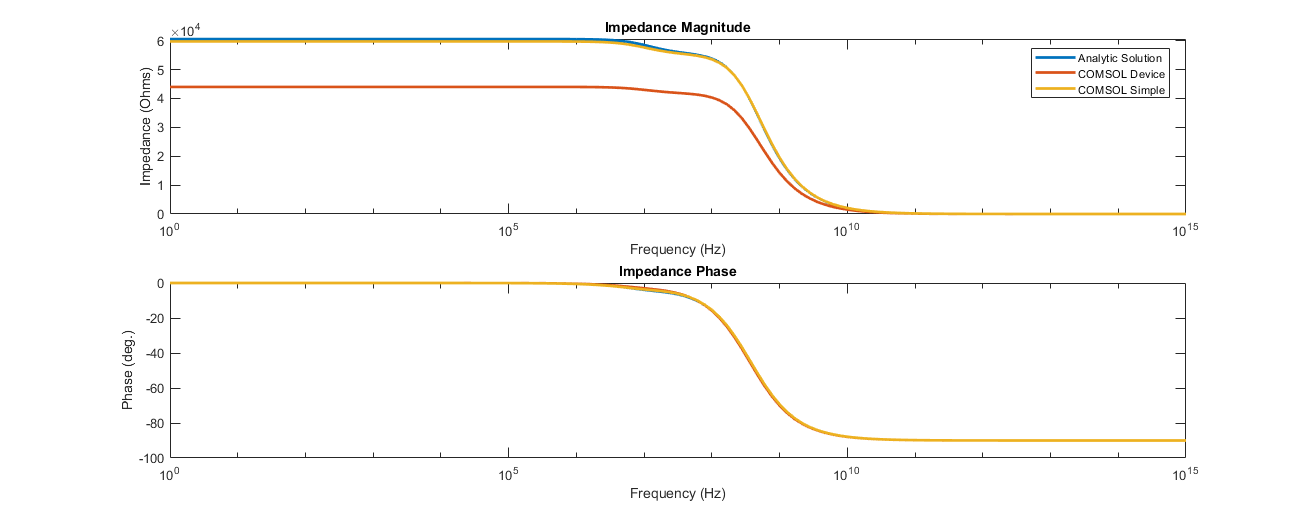 Impedance Magnitude
×10⁴
6
5
4
3
2
1
0
Impedance (Ohms)
Analytic Solution
COMSOL Device
COMSOL Simple
10⁰ 10⁵ 10¹⁰ 10¹⁵
Frequency (Hz)
Impedance Phase
0
-20
-40
-60
-80
-100
Phase (deg.)
10⁰ 10⁵ 10¹⁰ 10¹⁵
Frequency (Hz)